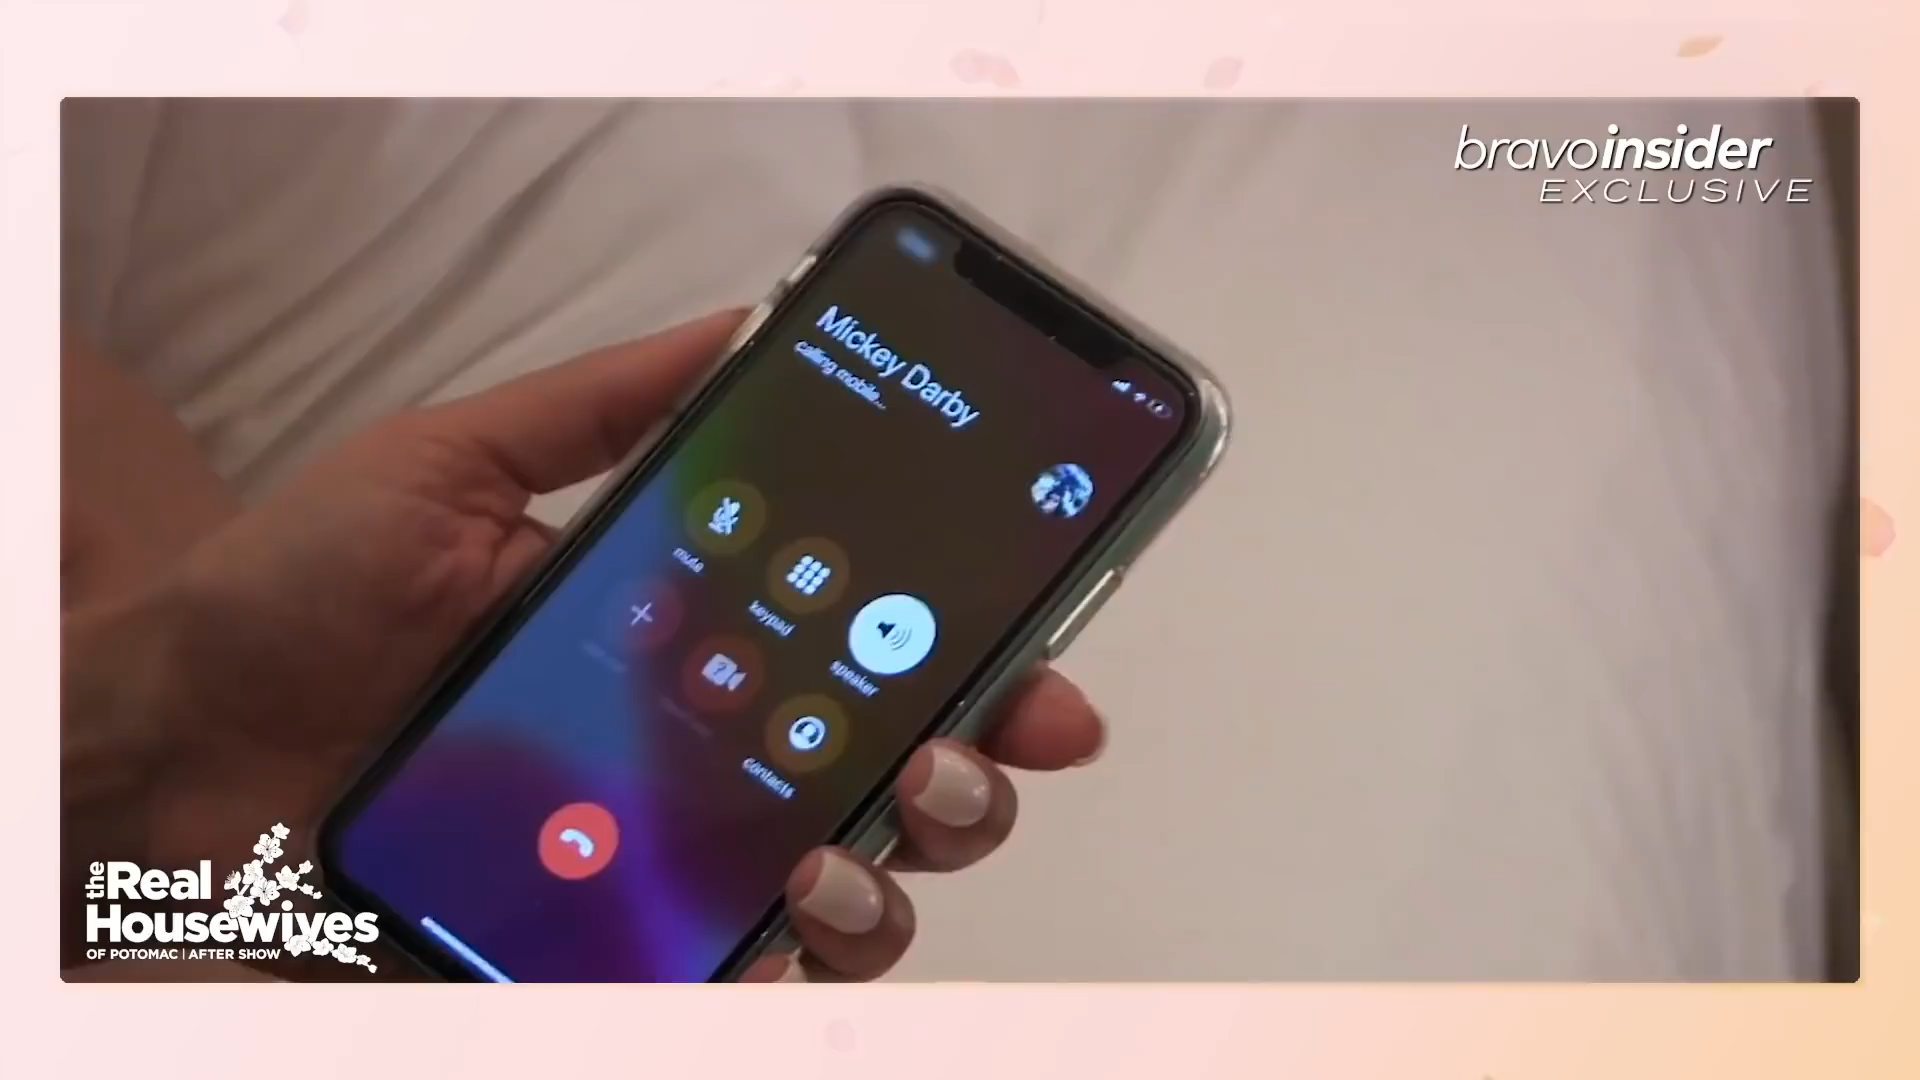 bravoinsider
EXCLUSIVE
Mickey Darby
calling mobile...
mute
keypad
speaker
contacts
the Real
Housewives
OF POTOMAC | AFTER SHOW